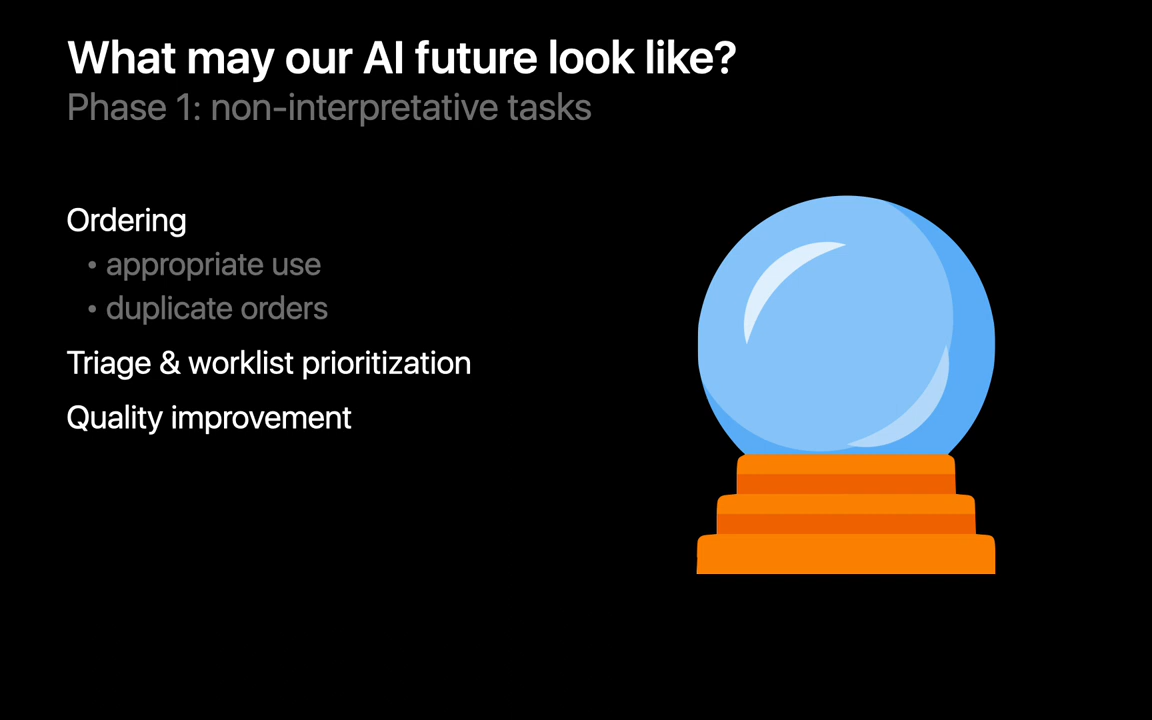 What may our AI future look like?
Phase 1: non-interpretative tasks
Ordering
• appropriate use
• duplicate orders
Triage & worklist prioritization
Quality improvement